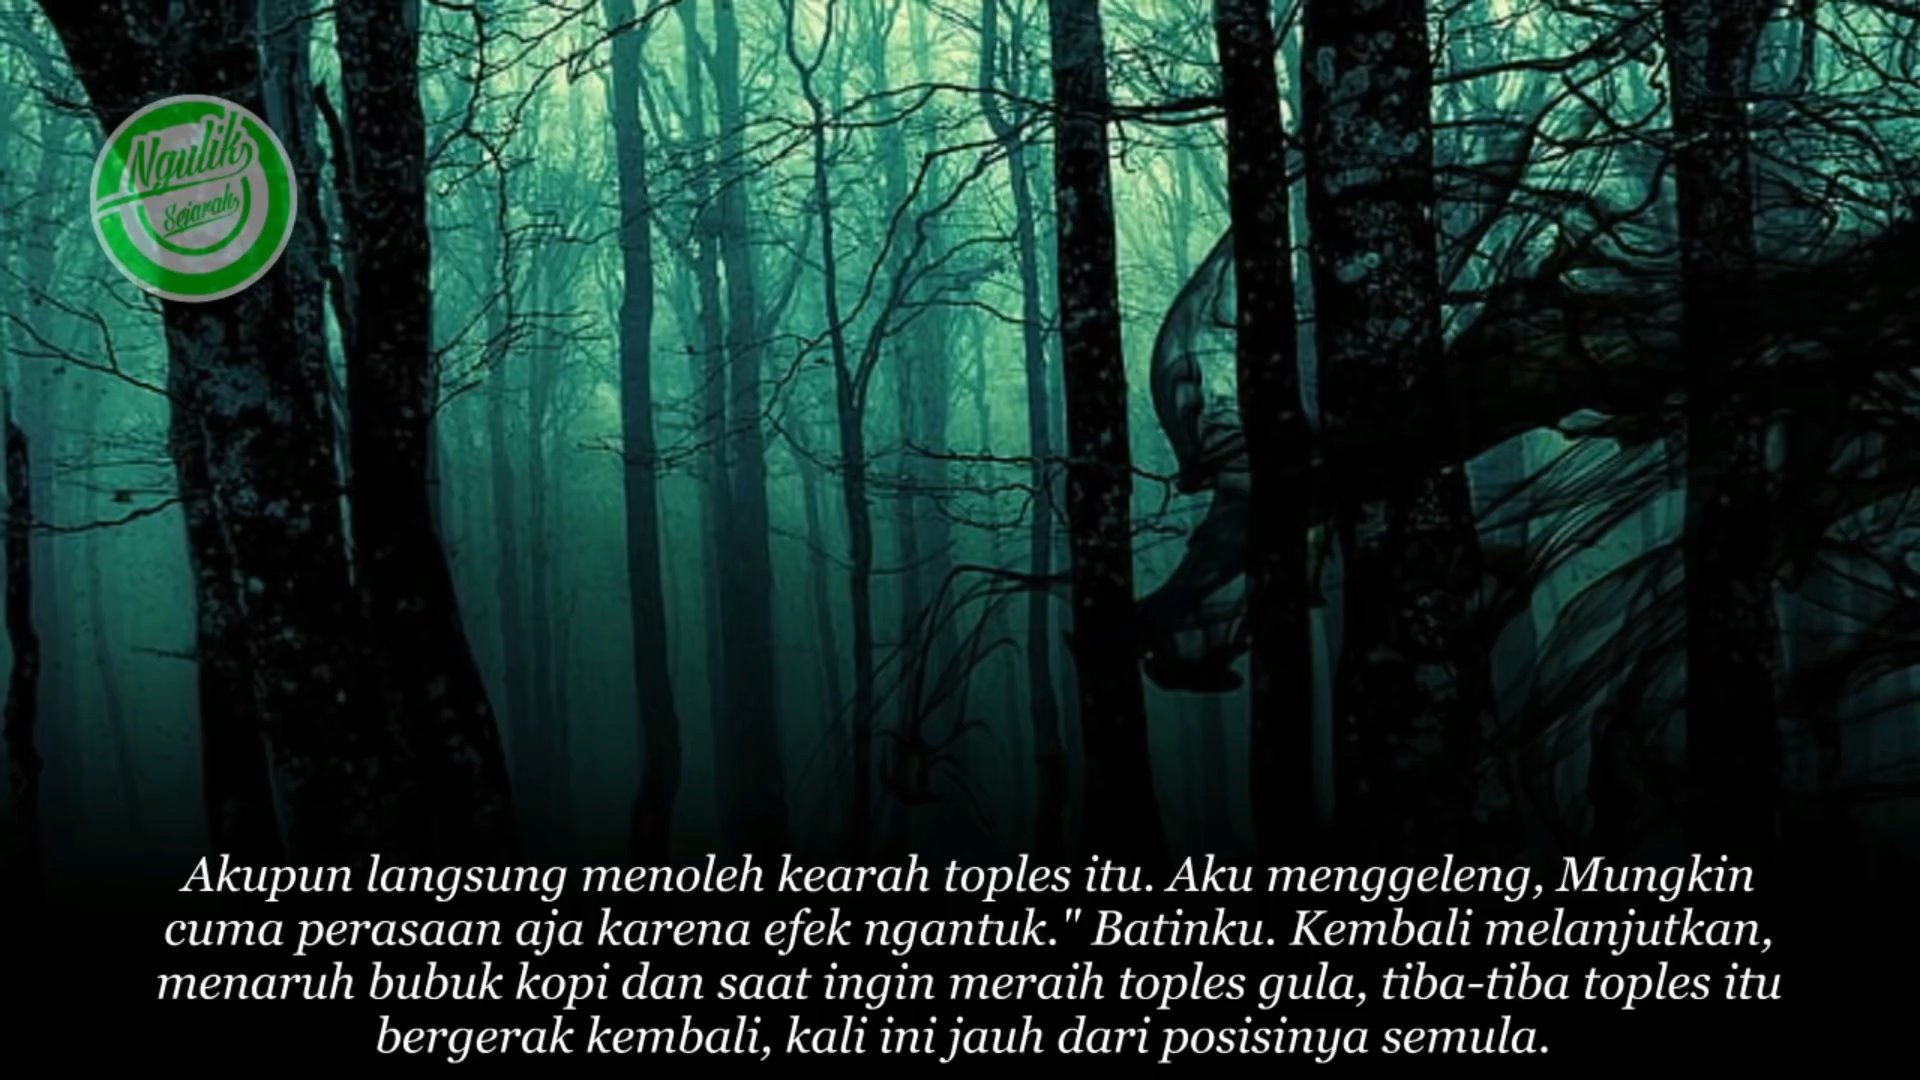 Ngulik
Sejarah
Akupun langsung menoleh kearah toples itu. Aku menggeleng, Mungkin
cuma perasaan aja karena efek ngantuk." Batinku. Kembali melanjutkan,
menaruh bubuk kopi dan saat ingin meraih toples gula, tiba-tiba toples itu
bergerak kembali, kali ini jauh dari posisinya semula.